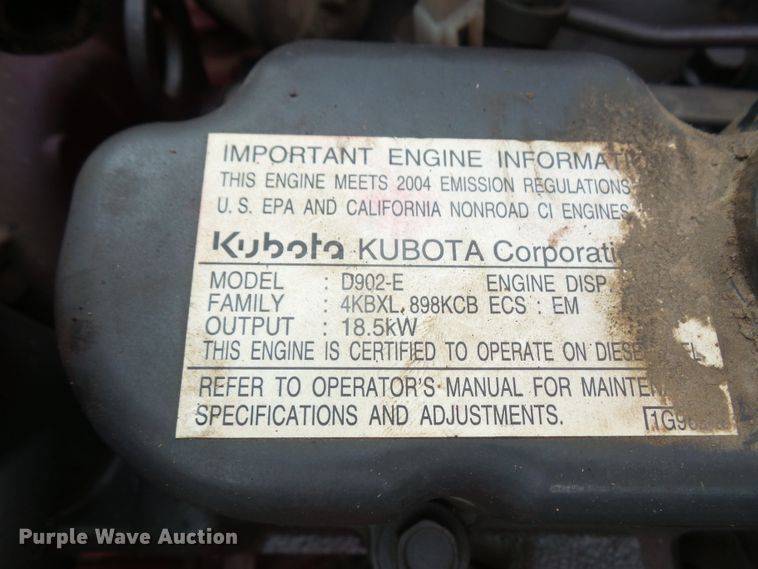 IMPORTANT ENGINE INFORMATI
THIS ENGINE MEETS 2004 EMISSION REGULATIONS
U. S. EPA AND CALIFORNIA NONROAD CI ENGINES
Kubota KUBOTA Corporati
MODEL : D902-E ENGINE DISP
FAMILY : 4KBXL. 898KCB ECS : EM
OUTPUT : 18.5kW
THIS ENGINE IS CERTIFIED TO OPERATE ON DIESE
REFER TO OPERATOR'S MANUAL FOR MAINTEN
SPECIFICATIONS AND ADJUSTMENTS. 1G96
Purple Wave Auction